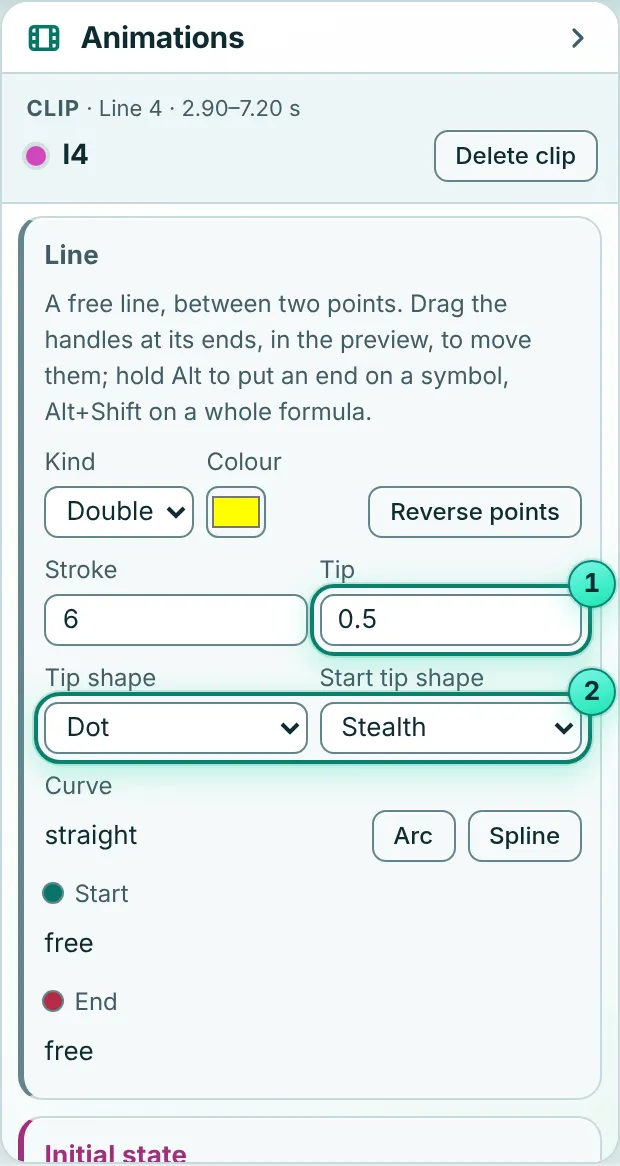 Animations
CLIP · Line 4 · 2.90–7.20 s
l4
Delete clip
Line
A free line, between two points. Drag the
handles at its ends, in the preview, to move
them; hold Alt to put an end on a symbol,
Alt+Shift on a whole formula.
Kind Colour
Double Reverse points
Stroke Tip
1
6 0.5
Tip shape Start tip shape
2
Dot Stealth
Curve
straight Arc Spline
Start
free
End
free
Initial state